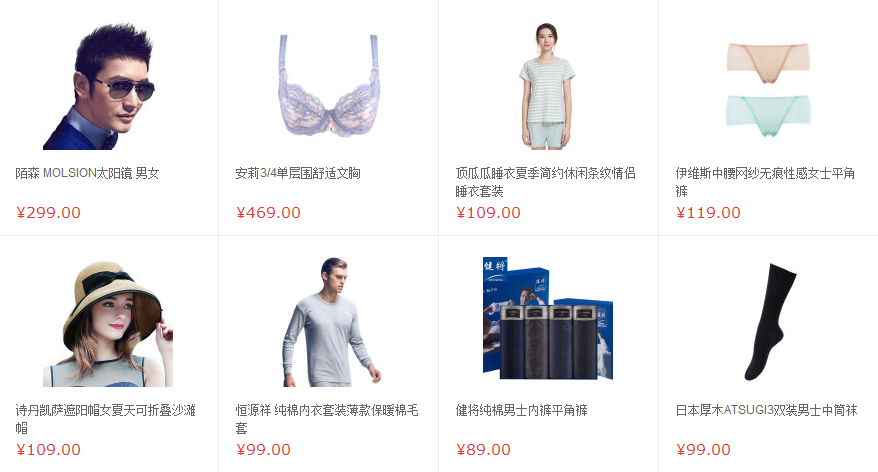 陌森 MOLSION太阳镜 男女
¥299.00
安莉3/4单层围舒适文胸
¥469.00
顶瓜瓜睡衣夏季简约休闲条纹情侣
睡衣套装
¥109.00
伊维斯中腰网纱无痕性感女士平角
裤
¥119.00
诗丹凯萨遮阳帽女夏天可折叠沙滩
帽
¥109.00
恒源祥 纯棉内衣套装薄款保暖棉毛
套
¥99.00
健将
健将纯棉男士内裤平角裤
¥89.00
日本厚木ATSUGI3双装男士中筒袜
¥99.00